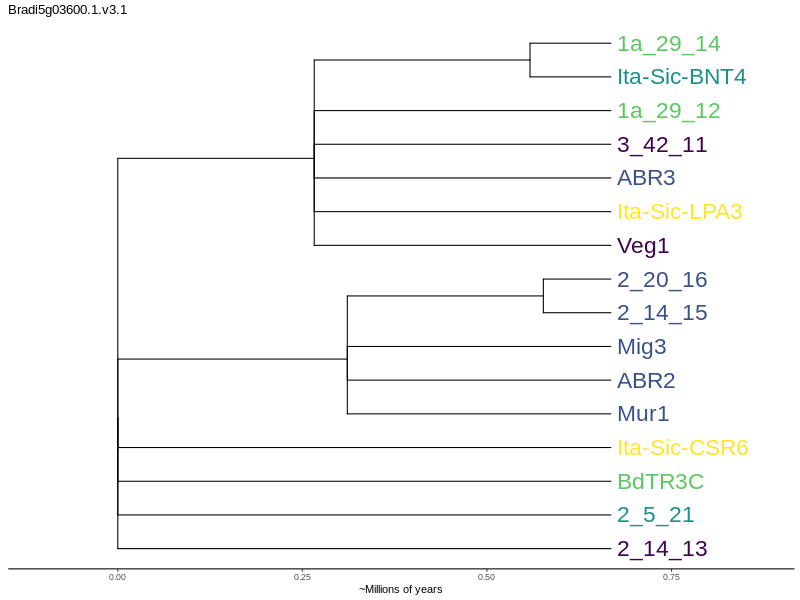 Bradi5g03600.1.v3.1
1a_29_14
Ita-Sic-BNT4
1a_29_12
3_42_11
ABR3
Ita-Sic-LPA3
Veg1
2_20_16
2_14_15
Mig3
ABR2
Mur1
Ita-Sic-CSR6
BdTR3C
2_5_21
2_14_13
0.00 0.25 0.50 0.75
~Millions of years